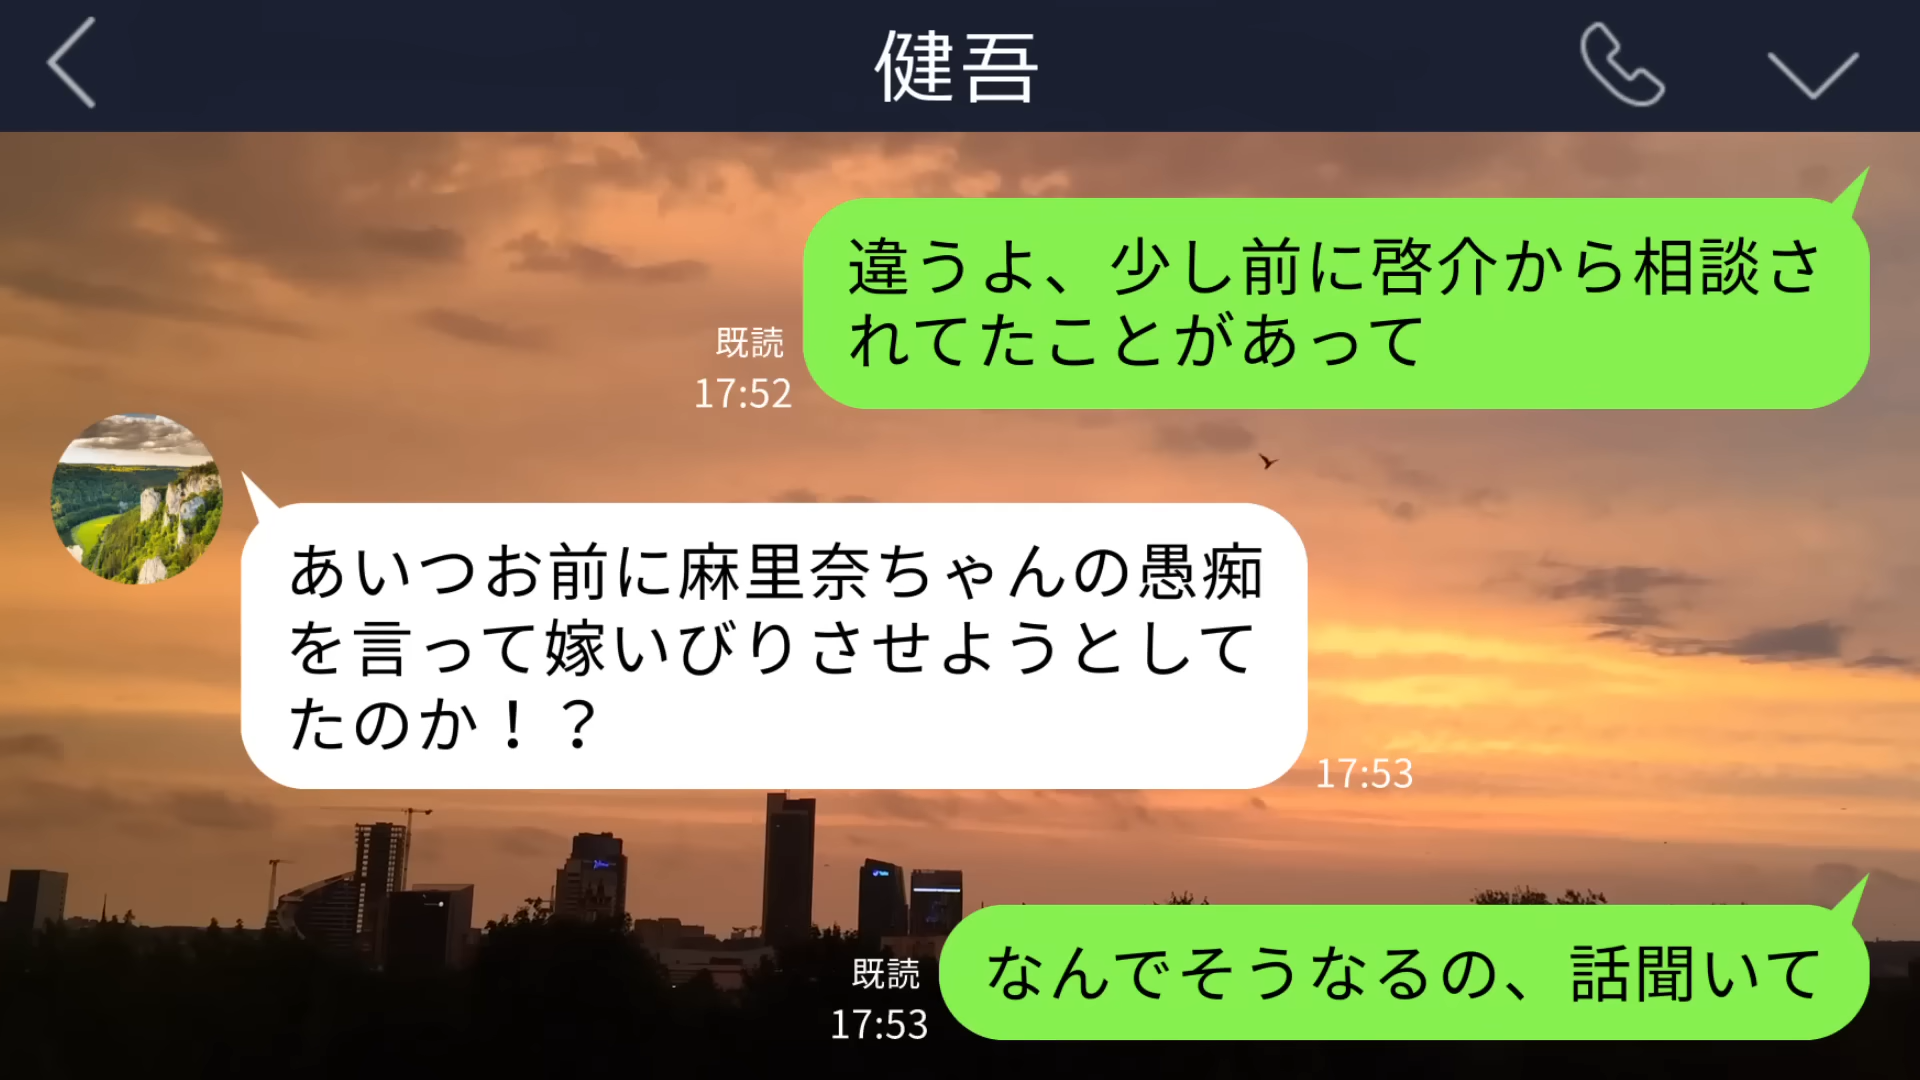 健吾
違うよ、少し前に啓介から相談さ
れてたことがあって
既読
17:52
あいつお前に麻里奈ちゃんの愚痴
を言って嫁いびりさせようとして
たのか！？
17:53
なんでそうなるの、話聞いて
既読
17:53